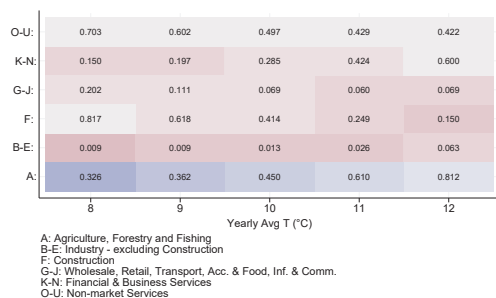 O-U: 0.703 0.602 0.497 0.429 0.422
K-N: 0.150 0.197 0.285 0.424 0.600
G-J: 0.202 0.111 0.069 0.060 0.069
F: 0.817 0.618 0.414 0.249 0.150
B-E: 0.009 0.009 0.013 0.026 0.063
A: 0.326 0.362 0.450 0.610 0.812
8 9 10 11 12
Yearly Avg T (°C)
A: Agriculture, Forestry and Fishing
B-E: Industry - excluding Construction
F: Construction
G-J: Wholesale, Retail, Transport, Acc. & Food, Inf. & Comm.
K-N: Financial & Business Services
O-U: Non-market Services